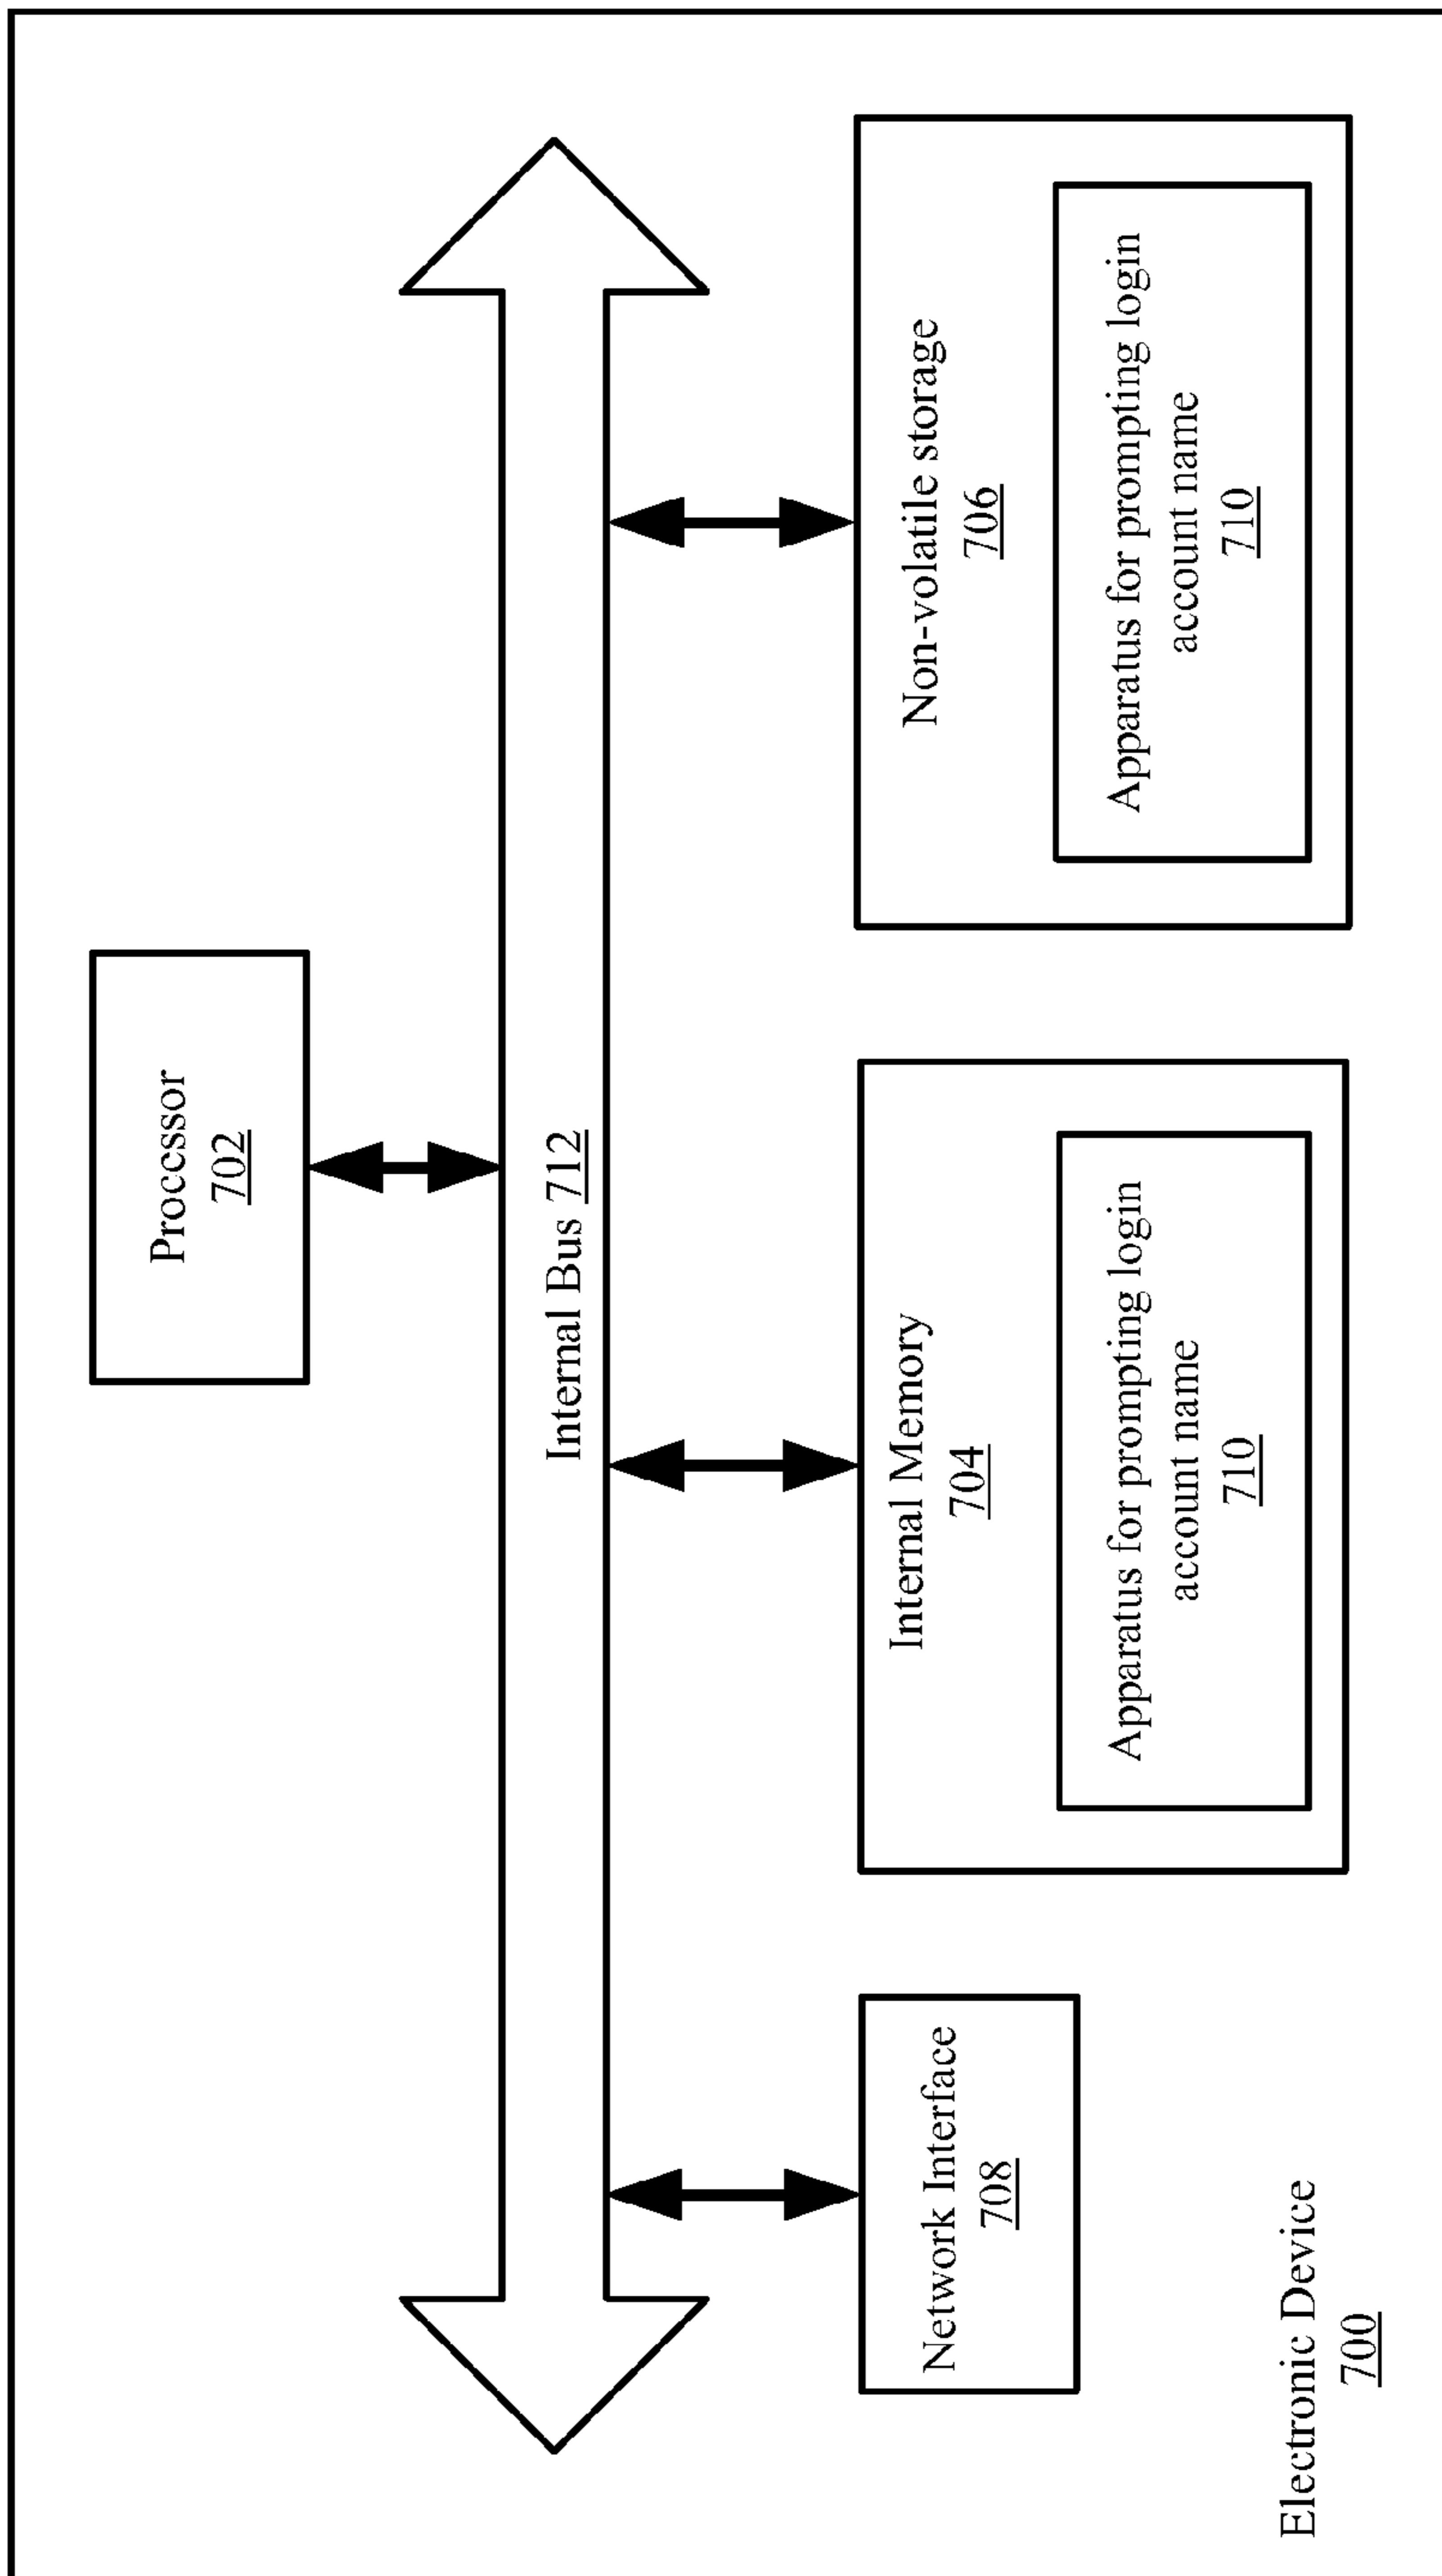 Processor
702
Internal Bus 712
Network Interface
708
Internal Memory
704
Apparatus for prompting login
account name
710
Non-volatile storage
706
Apparatus for prompting login
account name
710
Electronic Device
700